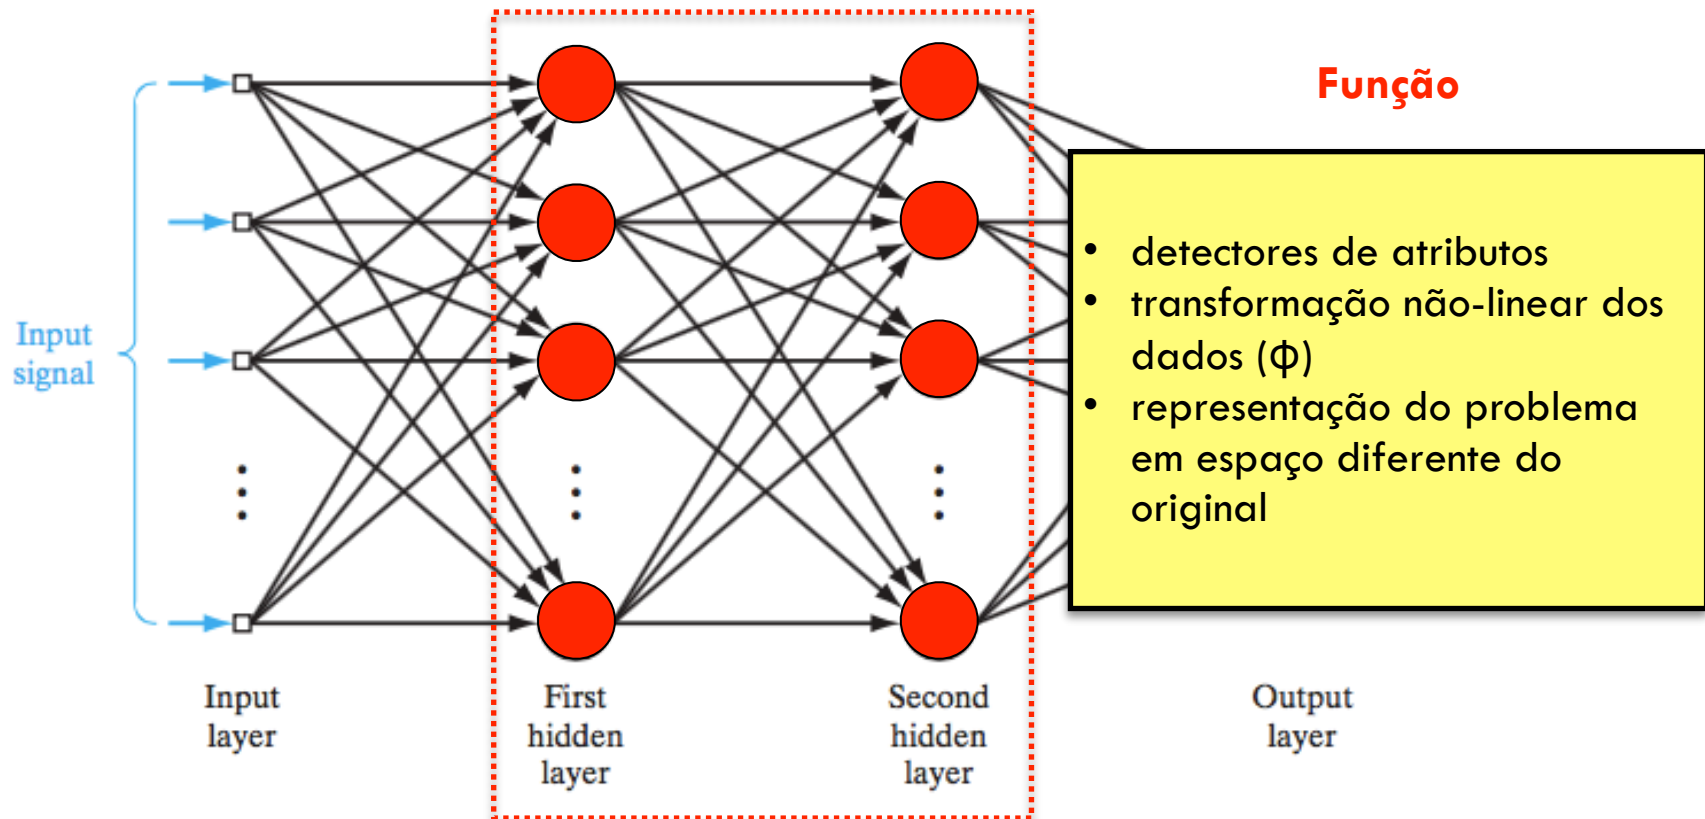 Função
• detectores de atributos
• transformação não-linear dos
dados (Φ)
• representação do problema
em espaço diferente do
original
Input
signal
Input
layer
First
hidden
layer
Second
hidden
layer
Output
layer